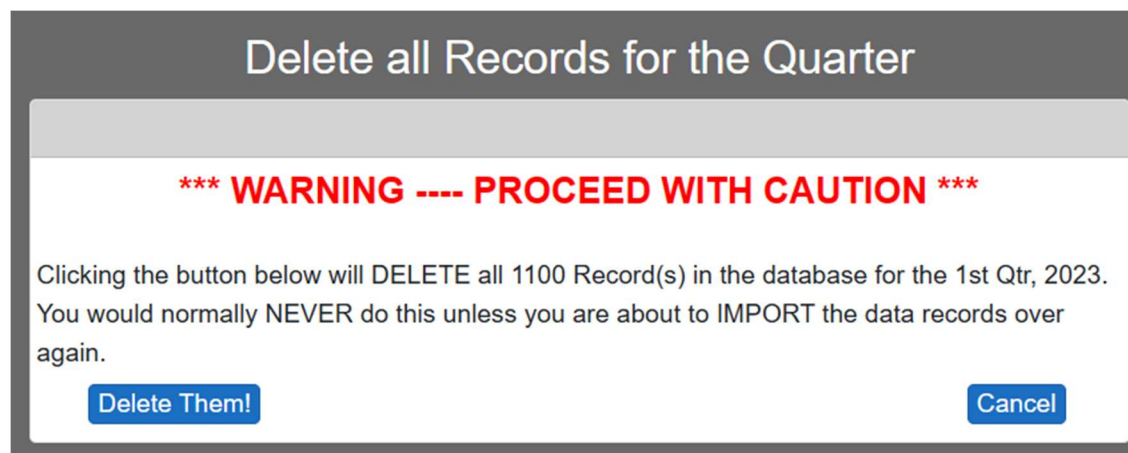 Delete all Records for the Quarter
*** WARNING ---- PROCEED WITH CAUTION ***
Clicking the button below will DELETE all 1100 Record(s) in the database for the 1st Qtr, 2023.
You would normally NEVER do this unless you are about to IMPORT the data records over
again.
Delete Them! Cancel